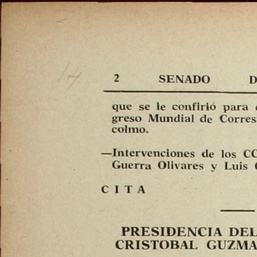 2 SENADO D
que se le confirió para
greso Mundial de Corres
colmo.
—Intervenciones de los CC
Guerra Olivares y Luis
C I T A
PRESIDENCIA DEL
CRISTOBAL GUZMA